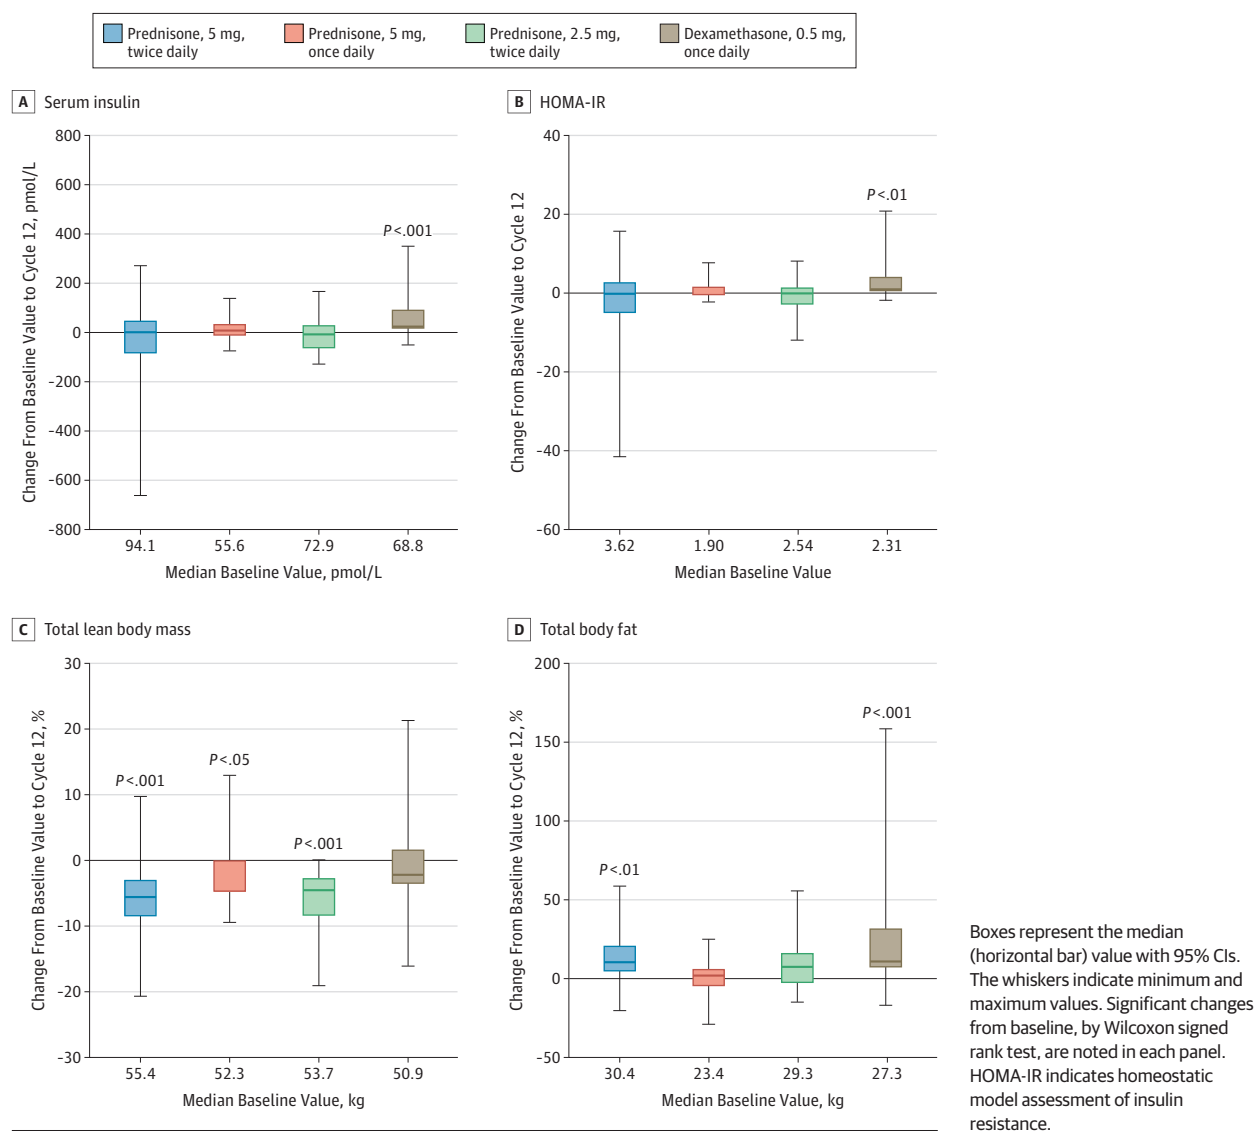 Prednisone, 5 mg, twice daily
Prednisone, 5 mg, once daily
Prednisone, 2.5 mg, twice daily
Dexamethasone, 0.5 mg, once daily
A Serum insulin
Change From Baseline Value to Cycle 12, pmol/L
800
600
400
200
0
-200
-400
-600
-800
P<.001
94.1 55.6 72.9 68.8
Median Baseline Value, pmol/L
B HOMA-IR
Change From Baseline Value to Cycle 12
40
20
0
-20
-40
-60
P<.01
3.62 1.90 2.54 2.31
Median Baseline Value
C Total lean body mass
Change From Baseline Value to Cycle 12, %
30
20
10
0
-10
-20
-30
P<.001
P<.05
P<.001
55.4 52.3 53.7 50.9
Median Baseline Value, kg
D Total body fat
Change From Baseline Value to Cycle 12, %
200
150
100
50
0
-50
P<.01
P<.001
30.4 23.4 29.3 27.3
Median Baseline Value, kg
Boxes represent the median
(horizontal bar) value with 95% CIs.
The whiskers indicate minimum and
maximum values. Significant changes
from baseline, by Wilcoxon signed
rank test, are noted in each panel.
HOMA-IR indicates homeostatic
model assessment of insulin
resistance.